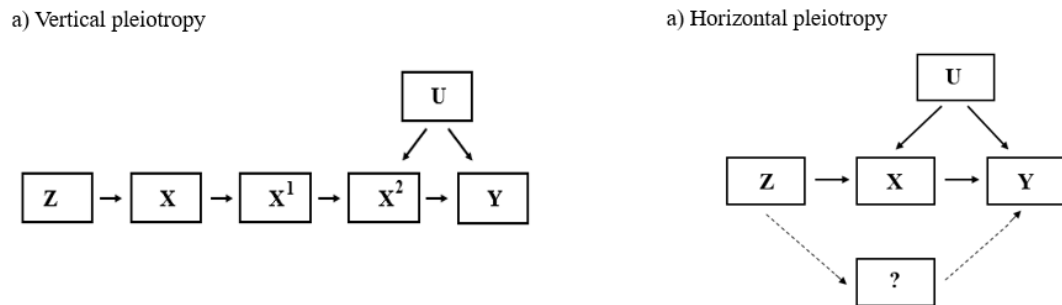 a) Vertical pleiotropy
U
Z X X¹ X² Y
a) Horizontal pleiotropy
U
Z X Y
?